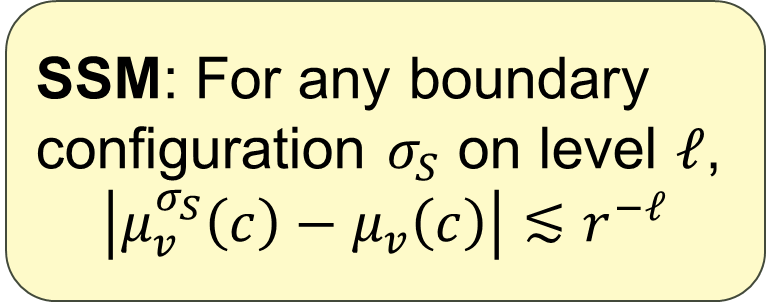 SSM: For any boundary
configuration σ_S on level ℓ,
|μ_v^{σ_S}(c) − μ_v(c)| ≲ r^{−ℓ}